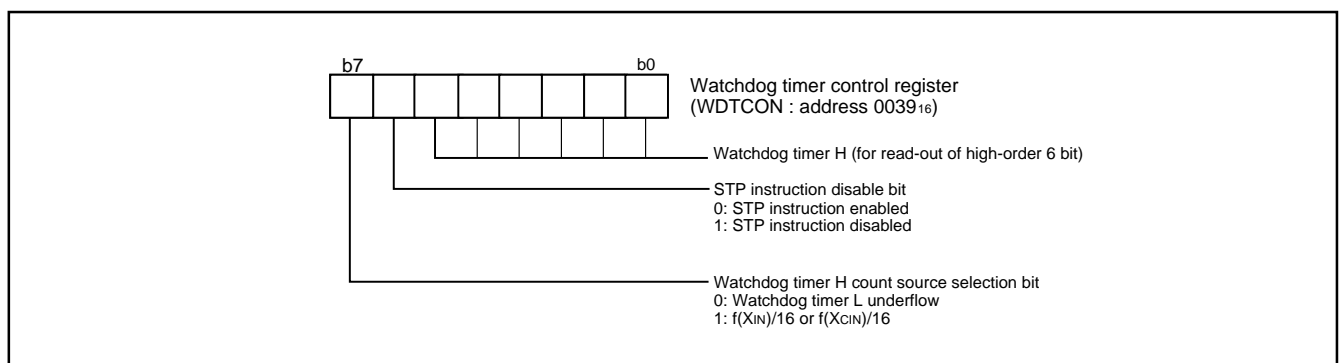 b7 b0
Watchdog timer control register
(WDTCON : address 003916)
Watchdog timer H (for read-out of high-order 6 bit)
STP instruction disable bit
0: STP instruction enabled
1: STP instruction disabled
Watchdog timer H count source selection bit
0: Watchdog timer L underflow
1: f(XIN)/16 or f(XCIN)/16